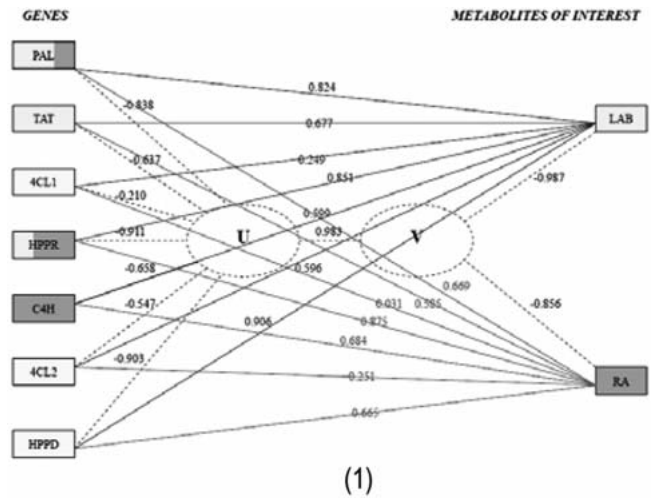 GENES METABOLITES OF INTEREST
PAL
0.824
-0.838
TAT
0.677
LAB
-0.637
0.249
4CL1
0.851
-0.987
-0.210
HPPR
-0.911
U
0.983
V
-0.658
0.596
0.669
C4H
-0.547
0.031
0.585
-0.856
0.875
0.906
0.684
-0.903
4CL2
0.251
RA
0.665
HPPD
(1)